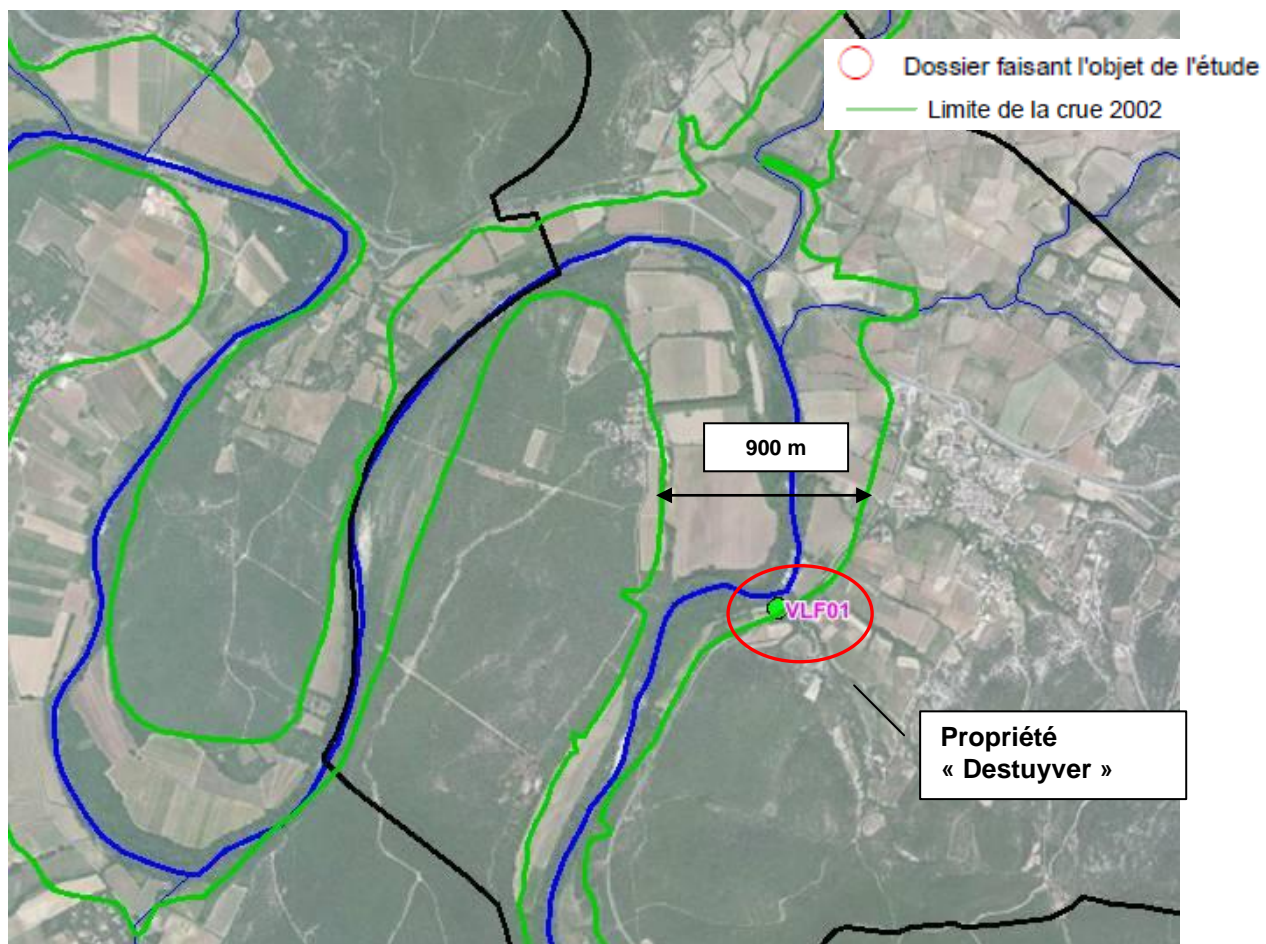 Dossier faisant l'objet de l'étude
Limite de la crue 2002
900 m
VLF01
Propriété
« Destuyver »